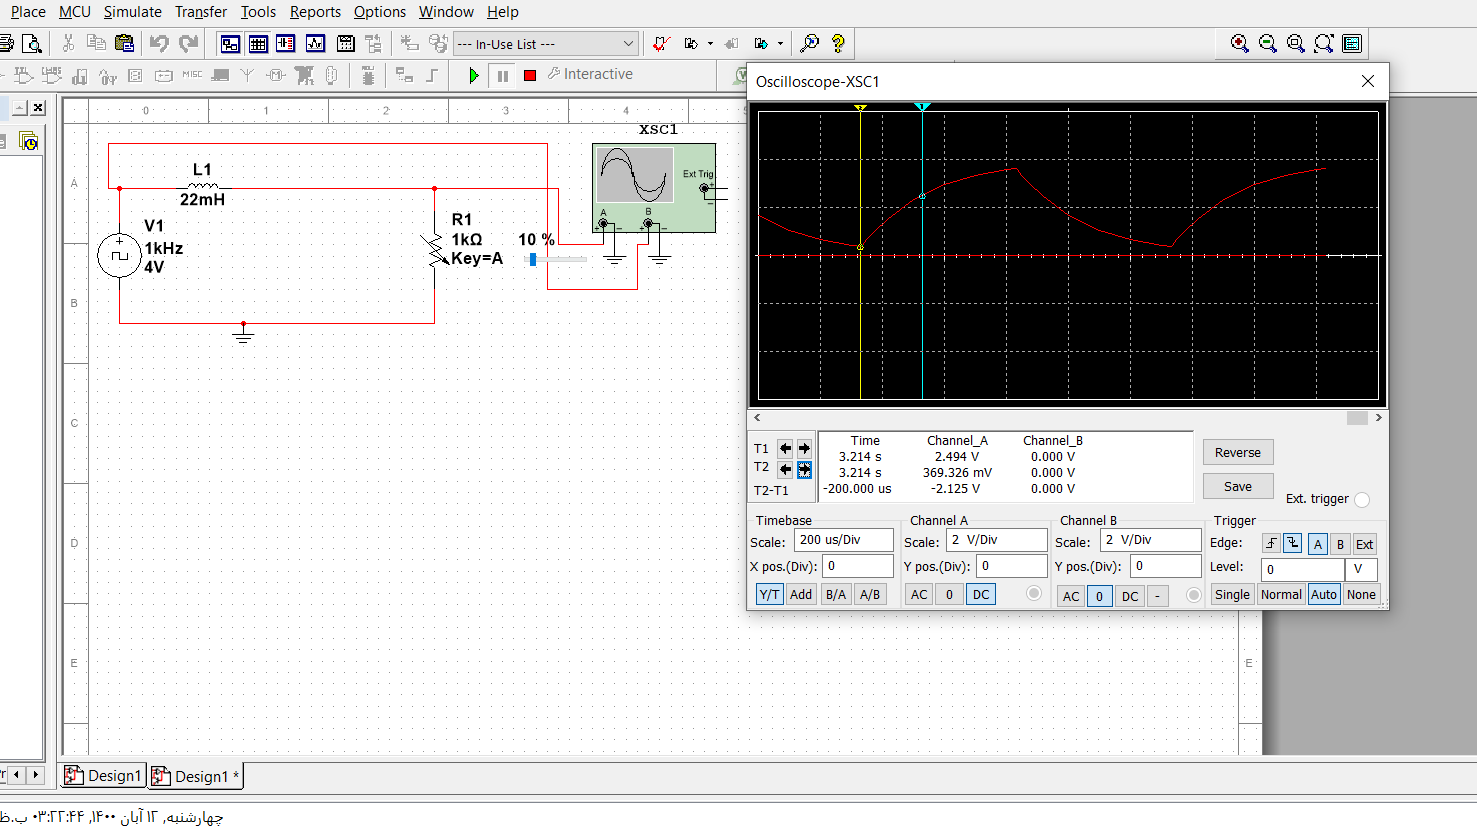 Place MCU Simulate Transfer Tools Reports Options Window Help
--- In-Use List ---
MISC
Interactive
Oscilloscope-XSC1
0 1 2 3 4
XSC1
A
L1
22mH
Ext Trig
V1
1kHz
4V
R1
1kΩ
Key=A
10 %
A B
B
C
D
E
E
Time Channel_A Channel_B
T1 3.214 s 2.494 V 0.000 V
T2 3.214 s 369.326 mV 0.000 V
T2-T1 -200.000 us -2.125 V 0.000 V
Reverse
Save
Ext. trigger
Timebase
Scale: 200 us/Div
X pos.(Div): 0
Y/T Add B/A A/B
Channel A
Scale: 2 V/Div
Y pos.(Div): 0
AC 0 DC
Channel B
Scale: 2 V/Div
Y pos.(Div): 0
AC 0 DC -
Trigger
Edge: A B Ext
Level: 0 V
Single Normal Auto None
Design1 Design1 *
چهارشنبه, ۱۲ آبان ۱۴۰۰, ۰۳:۲۲:۴۴ ب.ظ